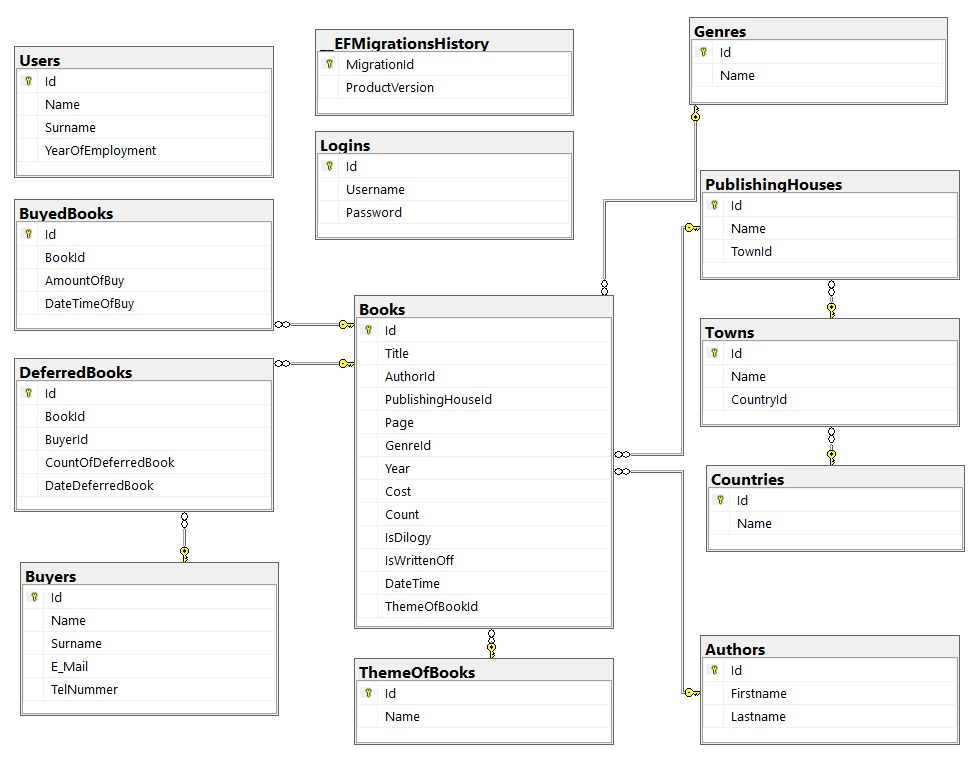 Users
Id
Name
Surname
YearOfEmployment
__EFMigrationsHistory
MigrationId
ProductVersion
Genres
Id
Name
Logins
Id
Username
Password
PublishingHouses
Id
Name
TownId
BuyedBooks
Id
BookId
AmountOfBuy
DateTimeOfBuy
Books
Id
Title
AuthorId
PublishingHouseId
Page
GenreId
Year
Cost
Count
IsDilogy
IsWrittenOff
DateTime
ThemeOfBookId
Towns
Id
Name
CountryId
DeferredBooks
Id
BookId
BuyerId
CountOfDeferredBook
DateDeferredBook
Countries
Id
Name
Buyers
Id
Name
Surname
E_Mail
TelNummer
ThemeOfBooks
Id
Name
Authors
Id
Firstname
Lastname